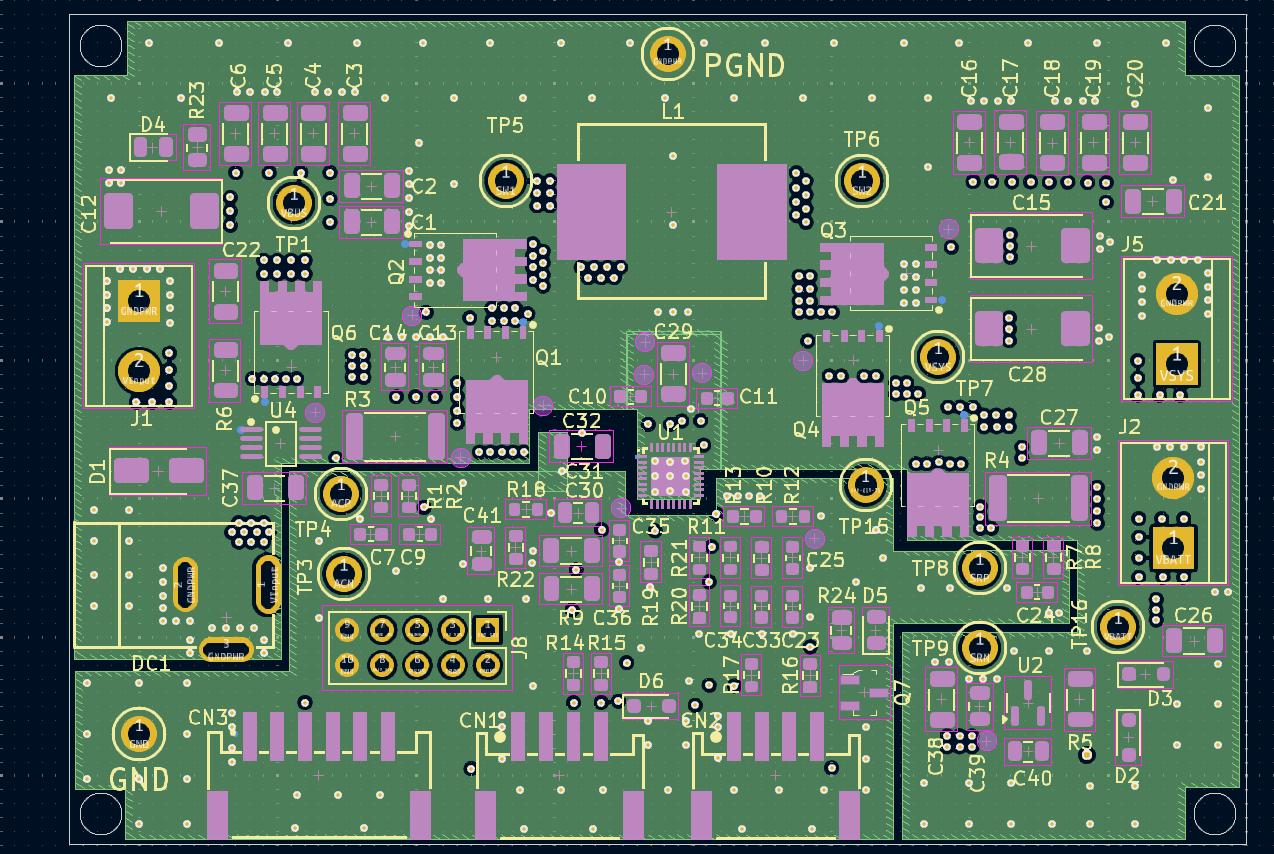 1
GNDPWR
PGND
C6
C5
C4
C3
C16
C17
C18
C19
C20
R23
D4
L1
TP5
TP6
1
SW1
1
SW2
C2
C1
C12
1
VBUS
TP1
C15
C21
Q3
J5
C22
Q2
1
GNDPWR
2
GNDPWR
Q6
C14
C13
Q1
C29
1
VSYS
TP7
C28
1
VSYS
2
J1
R6
U4
R3
C10
C11
Q4
Q5
C27
J2
C32
C31
U1
R4
D1
C37
1
ACP
TP4
R1
R2
R18
C30
R13
R10
R12
1
TP15
2
GNDPWR
C41
C35
R11
C7
C9
R22
R21
C25
TP8
1
SRP
R7
R8
1
VBATT
TP3
1
ACN
2
GNDPWR
1
3
GNDPWR
DC1
R9
C36
R19
R20
C34
C33
C23
R24
D5
C24
TP16
1
VBATT
C26
J8
R14
R15
TP9
1
SRN
U2
R17
R16
Q7
D6
D3
CN3
CN1
CN2
1
GND
GND
C38
C39
C40
R5
D2